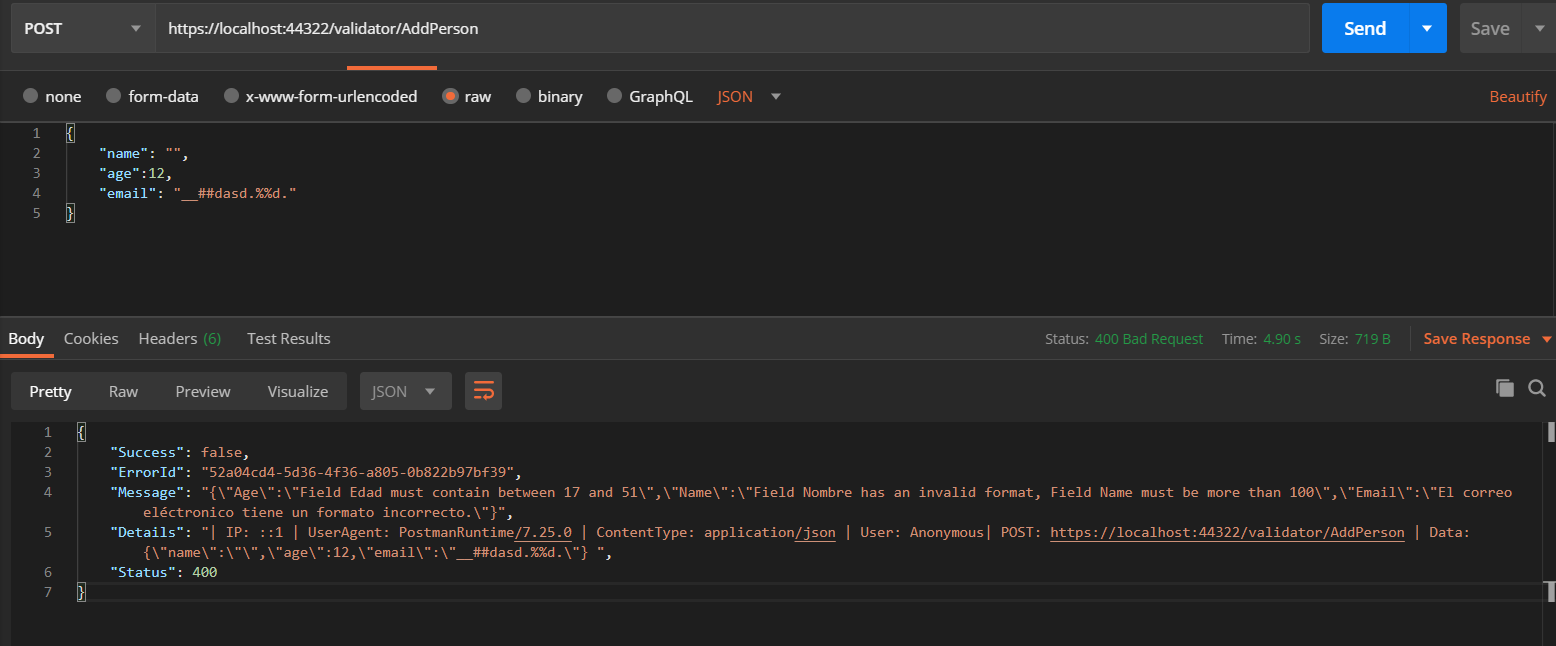 POST https://localhost:44322/validator/AddPerson Send Save
none form-data x-www-form-urlencoded raw binary GraphQL JSON Beautify
1 {
2 "name": "",
3 "age":12,
4 "email": "__##dasd.%%d."
5 }
Body Cookies Headers (6) Test Results Status: 400 Bad Request Time: 4.90 s Size: 719 B Save Response
Pretty Raw Preview Visualize JSON
1 {
2 "Success": false,
3 "ErrorId": "52a04cd4-5d36-4f36-a805-0b822b97bf39",
4 "Message": "{\"Age\":\"Field Edad must contain between 17 and 51\",\"Name\":\"Field Nombre has an invalid format, Field Name must be more than 100\",\"Email\":\"El correo
eléctronico tiene un formato incorrecto.\"}",
5 "Details": "| IP: ::1 | UserAgent: PostmanRuntime/7.25.0 | ContentType: application/json | User: Anonymous| POST: https://localhost:44322/validator/AddPerson | Data:
{\"name\":\"\",\"age\":12,\"email\":\"__##dasd.%%d.\"} ",
6 "Status": 400
7 }